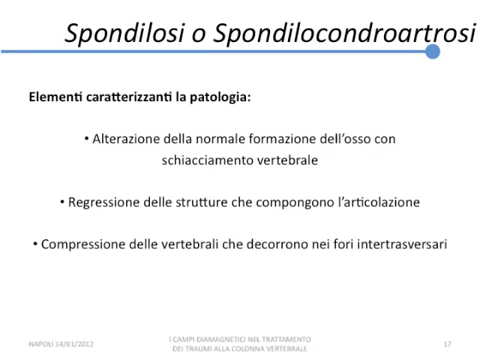 Spondilosi o Spondilocondroartrosi
Elementi caratterizzanti la patologia:
• Alterazione della normale formazione dell'osso con
schiacciamento vertebrale
• Regressione delle strutture che compongono l'articolazione
• Compressione delle vertebrali che decorrono nei fori intertrasversari
NAPOLI 14/01/2012
I CAMPI DIAMAGNETICI NEL TRATTAMENTO
DEI TRAUMI ALLA COLONNA VERTEBRALE
17